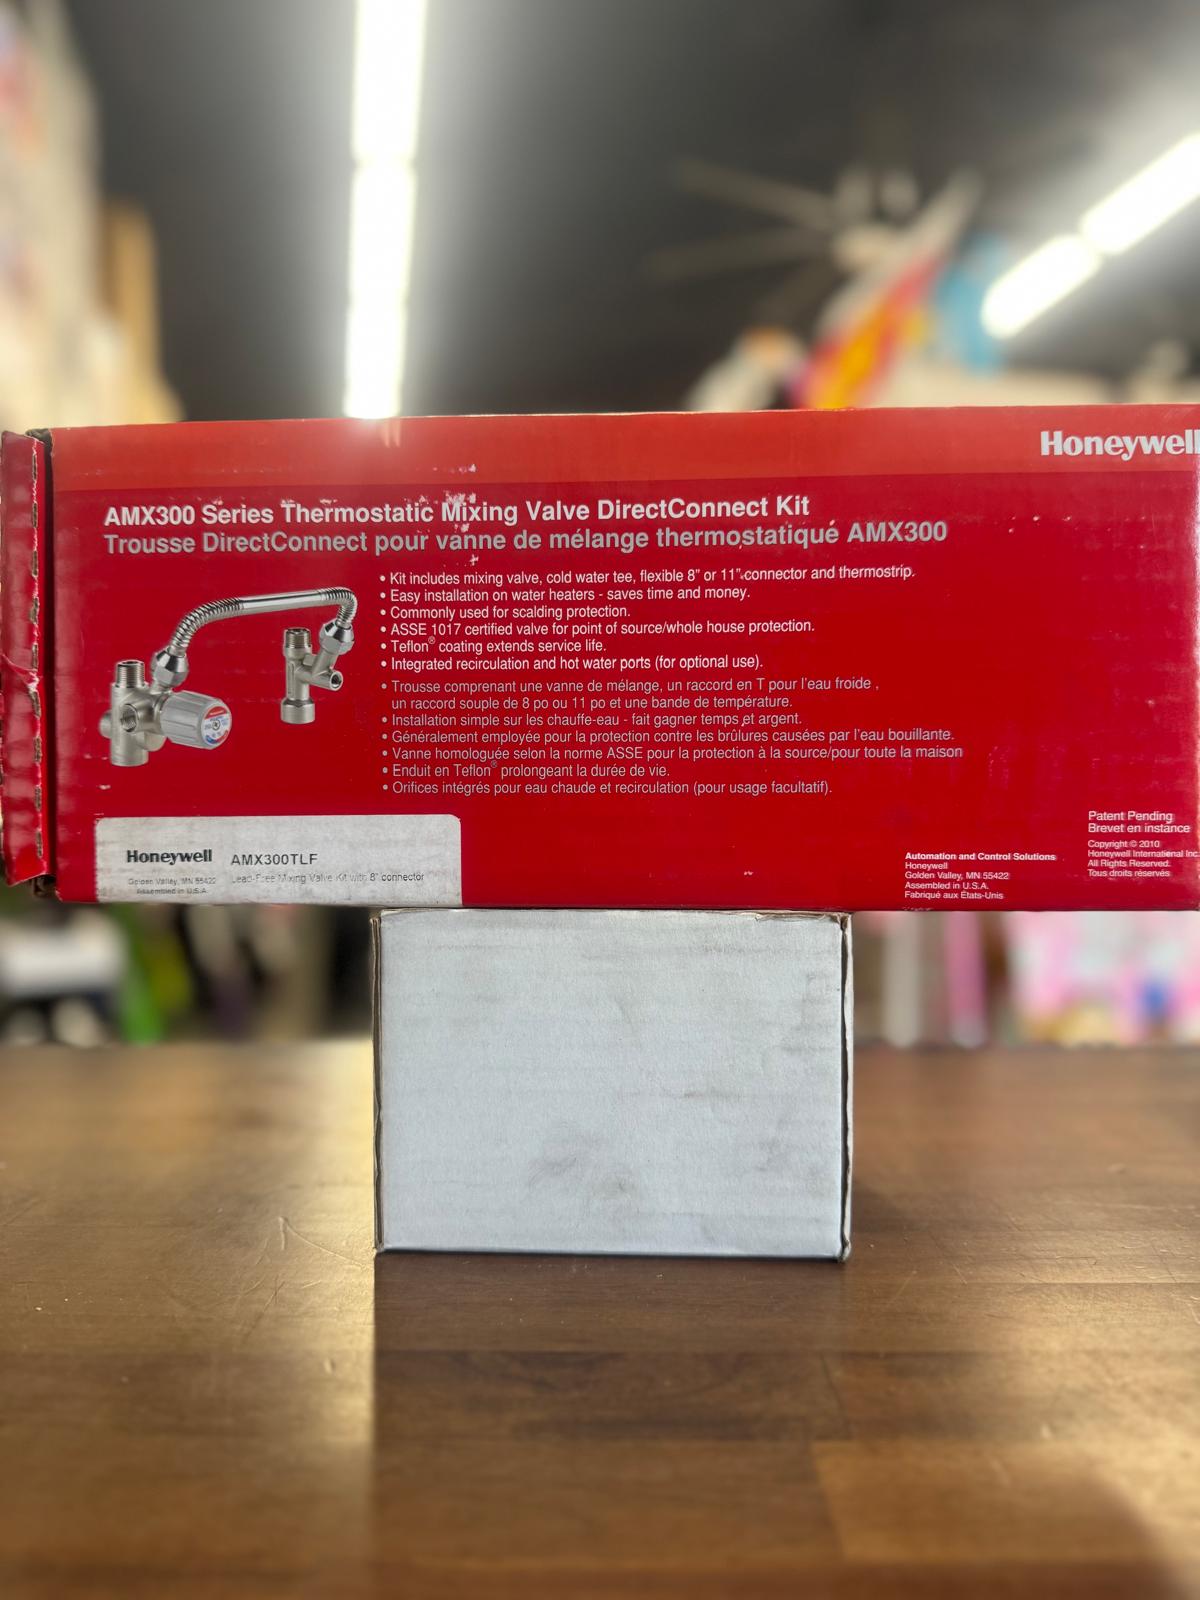 Honeywell
AMX300 Series Thermostatic Mixing Valve DirectConnect Kit
Trousse DirectConnect pour vanne de mélange thermostatique AMX300
• Kit includes mixing valve, cold water tee, flexible 8" or 11" connector and thermostrip.
• Easy installation on water heaters - saves time and money.
• Commonly used for scalding protection.
• ASSE 1017 certified valve for point of source/whole house protection.
• Teflon® coating extends service life.
• Integrated recirculation and hot water ports (for optional use).
• Trousse comprenant une vanne de mélange, un raccord en T pour l'eau froide ,
un raccord souple de 8 po ou 11 po et une bande de température.
• Installation simple sur les chauffe-eau - fait gagner temps et argent.
• Généralement employée pour la protection contre les brûlures causées par l'eau bouillante.
• Vanne homologuée selon la norme ASSE pour la protection à la source/pour toute la maison
• Enduit en Teflon® prolongeant la durée de vie.
• Orifices intégrés pour eau chaude et recirculation (pour usage facultatif).
Honeywell
Golden Valley, MN 55422
Assembled in U.S.A.
AMX300TLF
Lead-Free Mixing Valve Kit with 8" connector
Automation and Control Solutions
Honeywell
Golden Valley, MN 55422
Assembled in U.S.A.
Fabriqué aux États-Unis
Patent Pending
Brevet en instance
Copyright © 2010
Honeywell International Inc.
All Rights Reserved.
Tous droits réservés